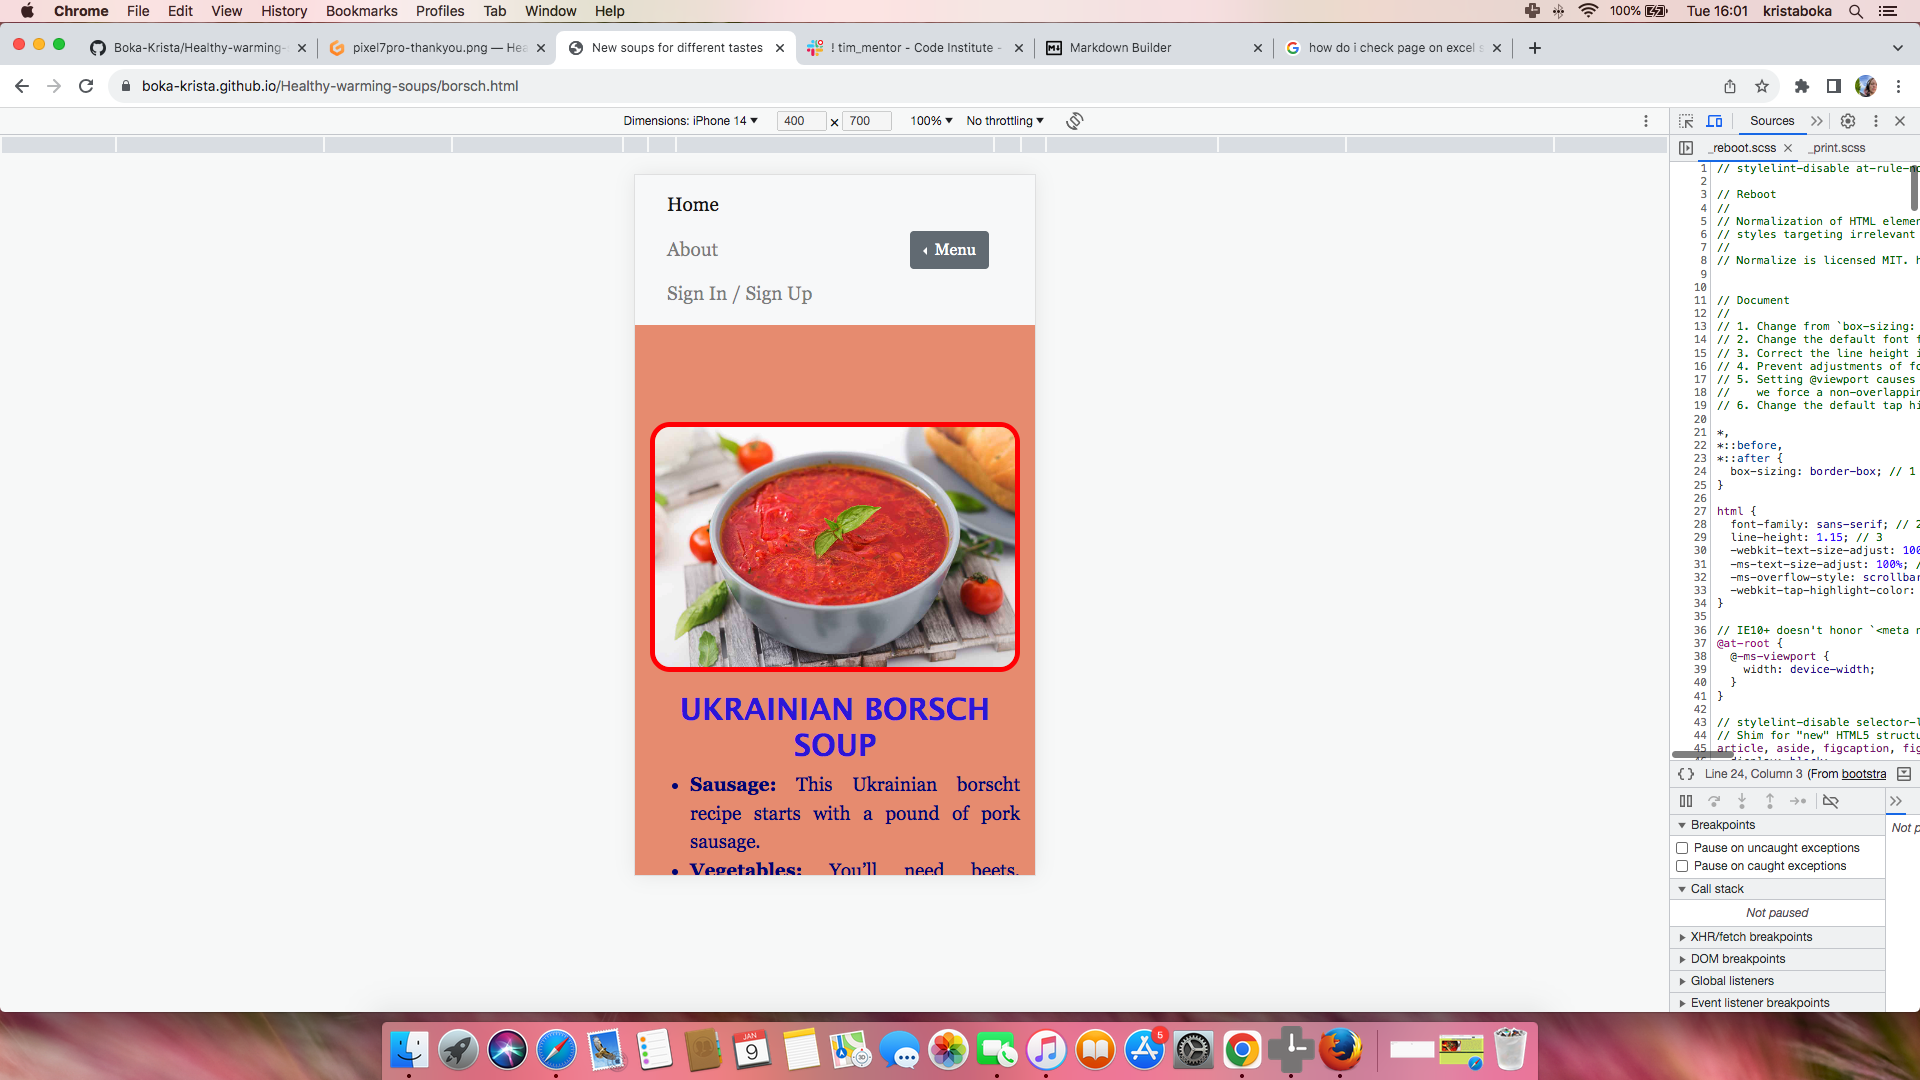 Chrome File Edit View History Bookmarks Profiles Tab Window Help 100% Tue 16:01 kristaboka
Boka-Krista/Healthy-warming- pixel7pro-thankyou.png — Hea New soups for different tastes ! tim_mentor - Code Institute - Markdown Builder how do i check page on excel s
boka-krista.github.io/Healthy-warming-soups/borsch.html
Dimensions: iPhone 14 400 × 700 100% No throttling
Sources
_reboot.scss _print.scss
Home
About
Menu
Sign In / Sign Up
UKRAINIAN BORSCH
SOUP
• Sausage: This Ukrainian borscht
recipe starts with a pound of pork
sausage.
• Vegetables: You'll need beets,
1 // stylelint-disable at-rule-no
2
3 // Reboot
4 //
5 // Normalization of HTML elemen
6 // styles targeting irrelevant
7 //
8 // Normalize is licensed MIT. h
9
10
11 // Document
12 //
13 // 1. Change from `box-sizing:
14 // 2. Change the default font f
15 // 3. Correct the line height i
16 // 4. Prevent adjustments of fo
17 // 5. Setting @viewport causes
18 // we force a non-overlappin
19 // 6. Change the default tap hi
20
21 *,
22 *::before,
23 *::after {
24 box-sizing: border-box; // 1
25 }
26
27 html {
28 font-family: sans-serif; // 2
29 line-height: 1.15; // 3
30 -webkit-text-size-adjust: 100
31 -ms-text-size-adjust: 100%; /
32 -ms-overflow-style: scrollbar
33 -webkit-tap-highlight-color:
34 }
35
36 // IE10+ doesn't honor `<meta n
37 @at-root {
38 @-ms-viewport {
39 width: device-width;
40 }
41 }
42
43 // stylelint-disable selector-l
44 // Shim for "new" HTML5 structu
45 article, aside, figcaption, fig
{ } Line 24, Column 3 (From bootstra
Breakpoints
Not p
Pause on uncaught exceptions
Pause on caught exceptions
Call stack
Not paused
XHR/fetch breakpoints
DOM breakpoints
Global listeners
Event listener breakpoints
JAN
9
3D
5